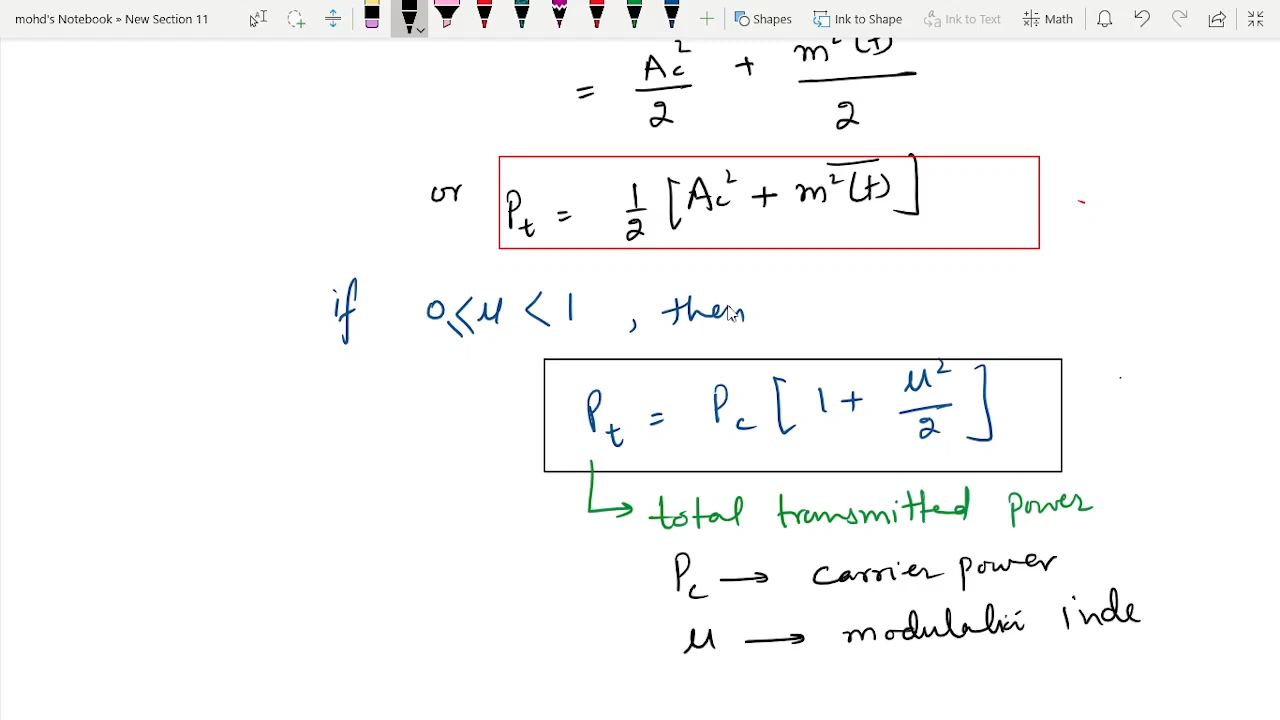 mohd's Notebook » New Section 11
Shapes Ink to Shape Ink to Text Math
= Ac²/2 + m²(t)/2
or Pt = 1/2 [Ac² + m²(t)]
if 0≤μ < 1 , then
Pt = Pc [1 + μ²/2]
total transmitted power
Pc → carrier power
μ → modulation inde